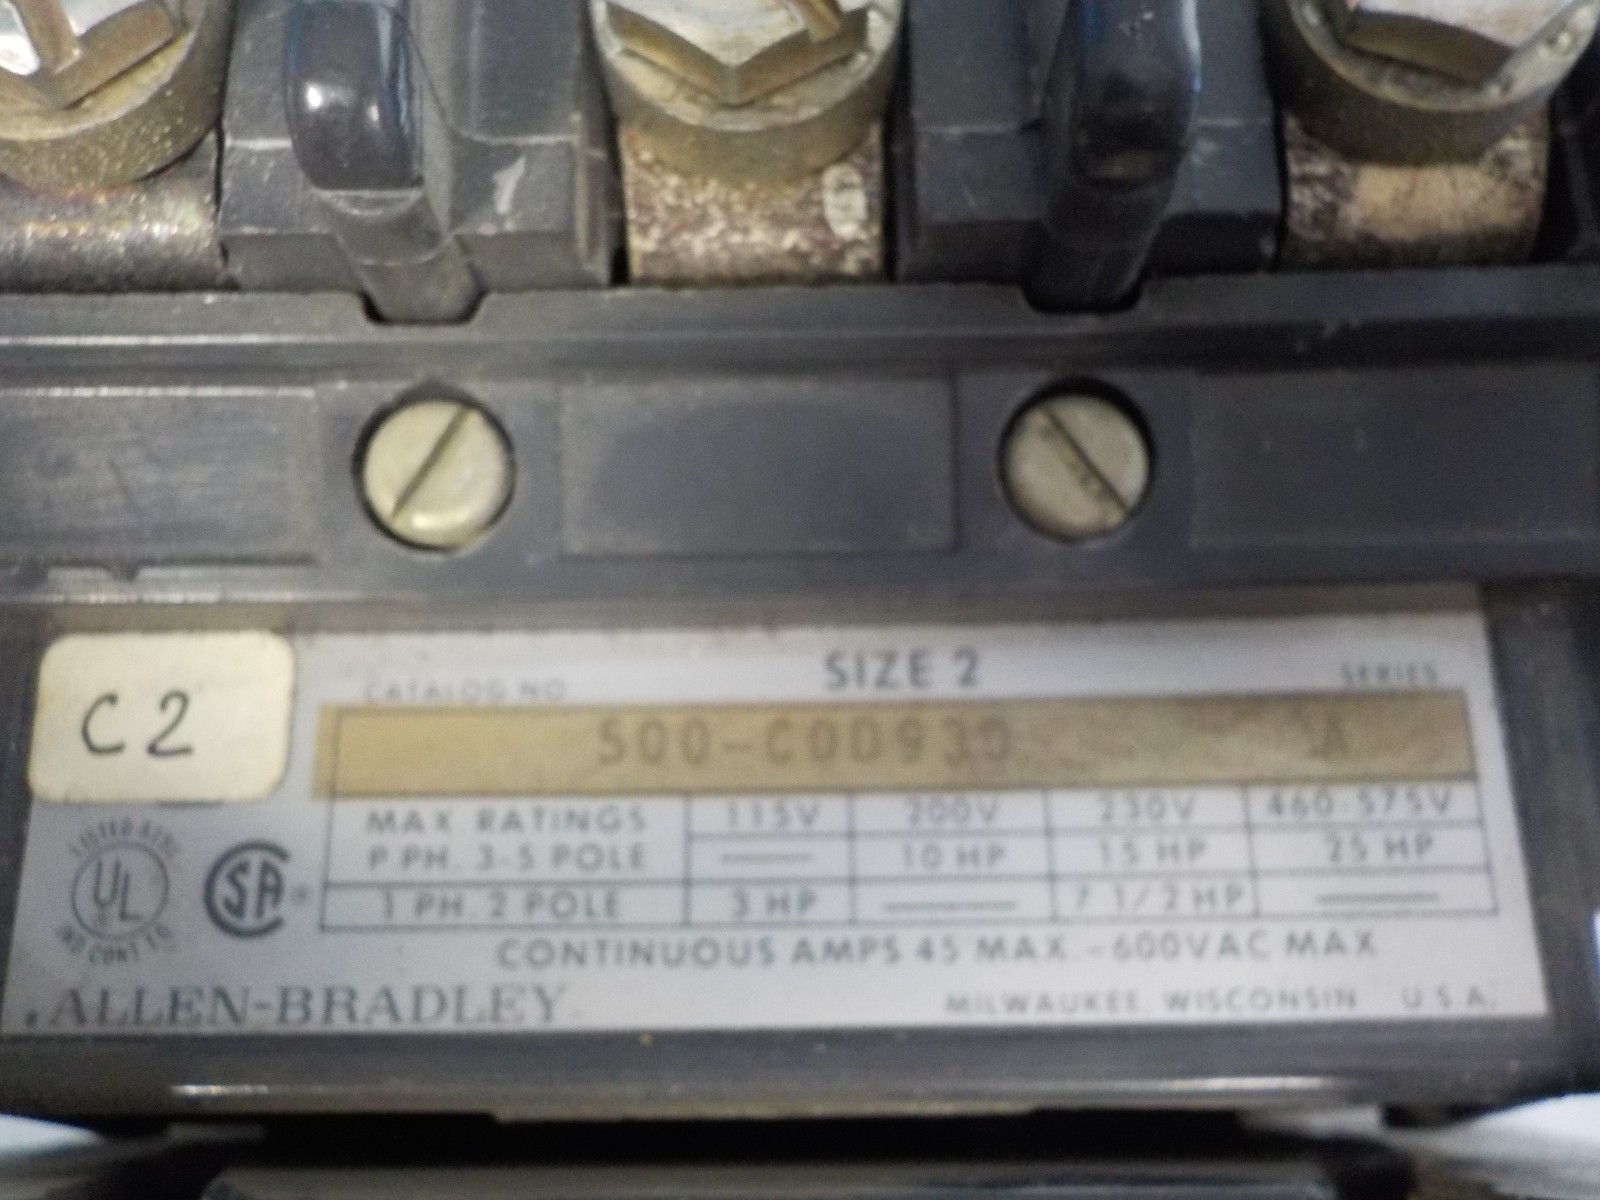 C2
SIZE 2
CATALOG NO SERIES
500-COD930 A
MAX RATINGS 115V 200V 230V 460-575V
P PH. 3-5 POLE —— 10 HP 15 HP 25 HP
1 PH. 2 POLE 3 HP —— 7 1/2 HP ——
UL
SA
CONTINUOUS AMPS 45 MAX.-600VAC MAX
ALLEN-BRADLEY MILWAUKEE, WISCONSIN U.S.A.